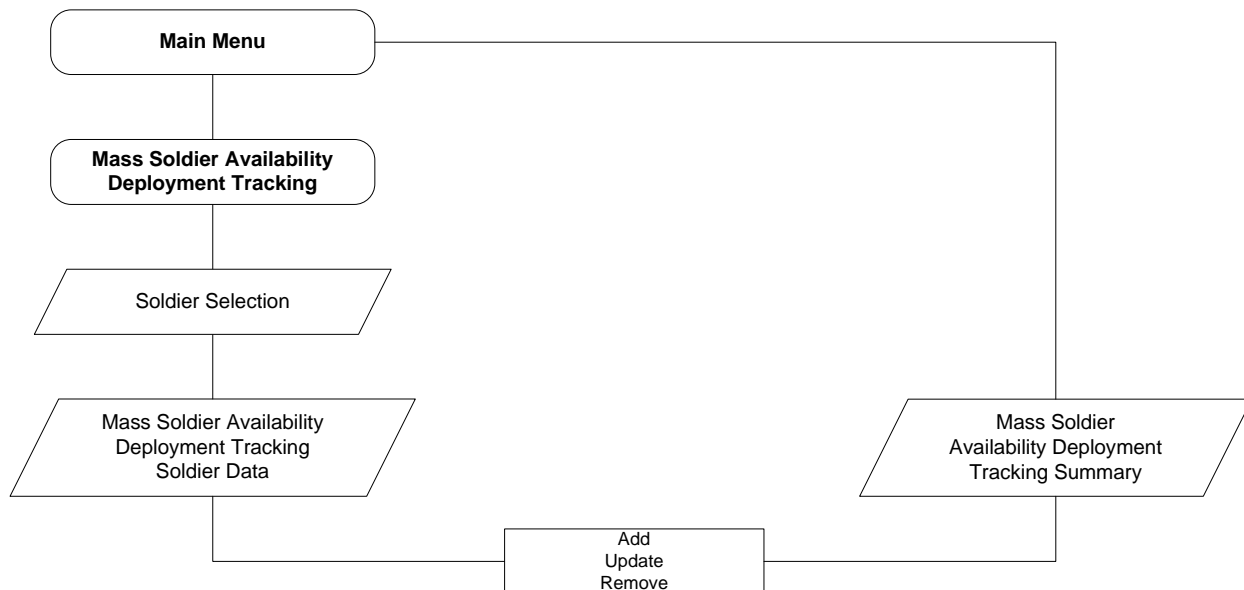 Main Menu
Mass Soldier Availability
Deployment Tracking
Soldier Selection
Mass Soldier Availability
Deployment Tracking
Soldier Data
Mass Soldier
Availability Deployment
Tracking Summary
Add
Update
Remove